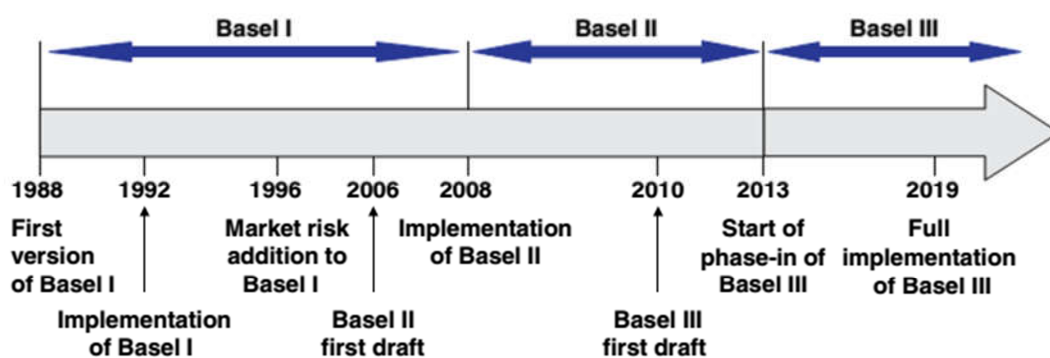 Basel I
Basel II
Basel III
1988
1992
1996
2006
2008
2010
2013
2019
First
version
of Basel I
Implementation
of Basel I
Market risk
addition to
Basel I
Basel II
first draft
Implementation
of Basel II
Basel III
first draft
Start of
phase-in of
Basel III
Full
implementation
of Basel III